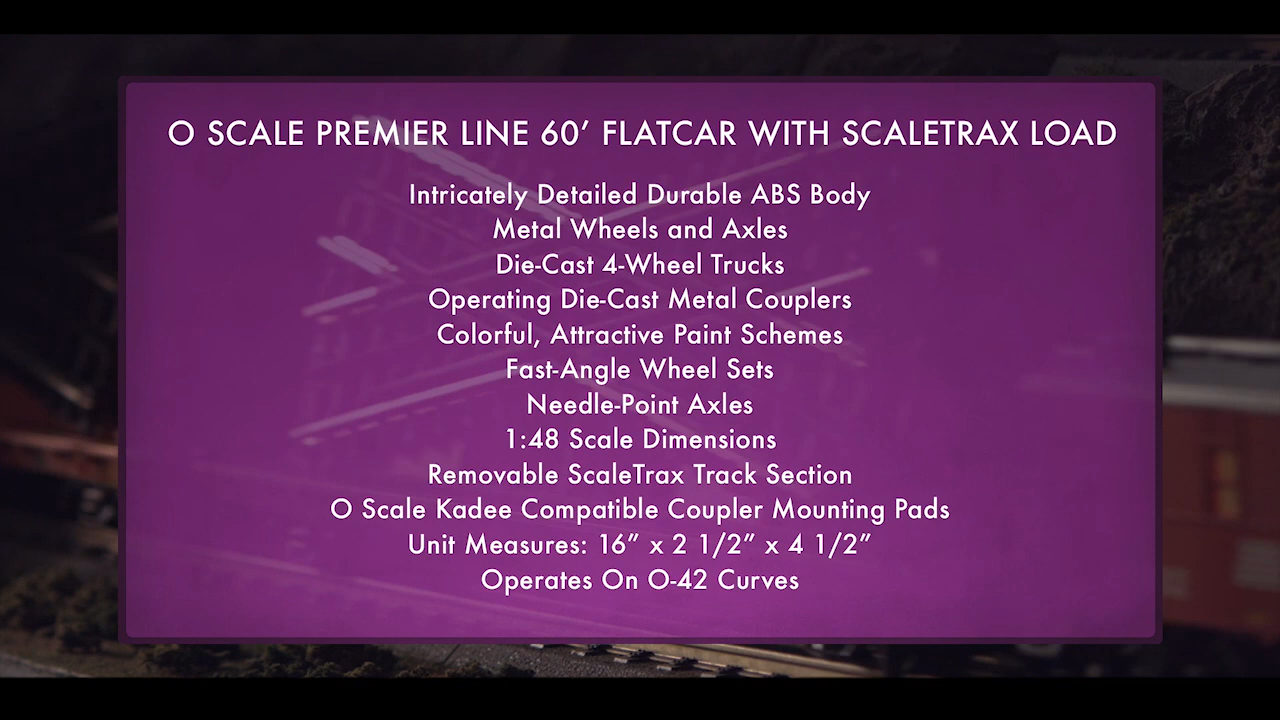 O SCALE PREMIER LINE 60’ FLATCAR WITH SCALETRAX LOAD
Intricately Detailed Durable ABS Body
Metal Wheels and Axles
Die-Cast 4-Wheel Trucks
Operating Die-Cast Metal Couplers
Colorful, Attractive Paint Schemes
Fast-Angle Wheel Sets
Needle-Point Axles
1:48 Scale Dimensions
Removable ScaleTrax Track Section
O Scale Kadee Compatible Coupler Mounting Pads
Unit Measures: 16” x 2 1/2” x 4 1/2”
Operates On O-42 Curves